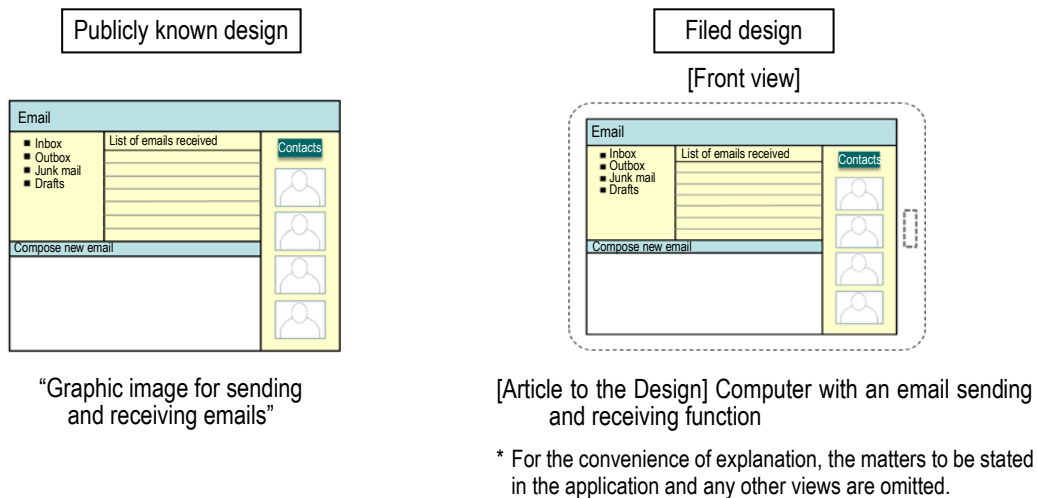 Publicly known design
Email
Inbox
Outbox
Junk mail
Drafts
List of emails received
Contacts
Compose new email
“Graphic image for sending
and receiving emails”
Filed design
[Front view]
Email
Inbox
Outbox
Junk mail
Drafts
List of emails received
Contacts
Compose new email
[Article to the Design] Computer with an email sending
and receiving function
* For the convenience of explanation, the matters to be stated
in the application and any other views are omitted.